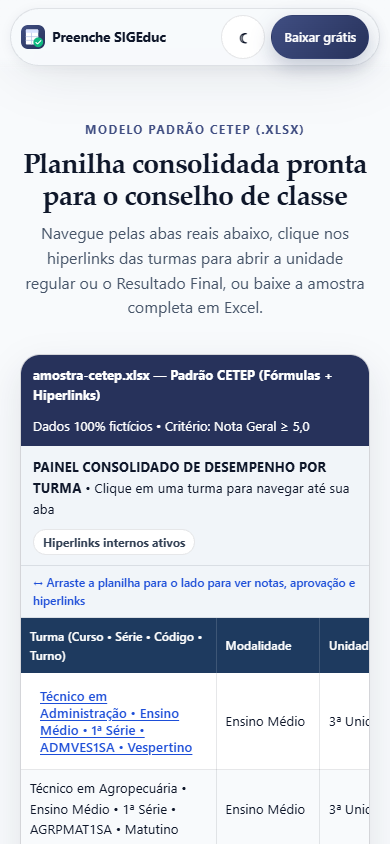 Preenche SIGEduc
Baixar grátis
MODELO PADRÃO CETEP (.XLSX)
Planilha consolidada pronta
para o conselho de classe
Navegue pelas abas reais abaixo, clique nos
hiperlinks das turmas para abrir a unidade
regular ou o Resultado Final, ou baixe a amostra
completa em Excel.
amostra-cetep.xlsx — Padrão CETEP (Fórmulas +
Hiperlinks)
Dados 100% fictícios • Critério: Nota Geral ≥ 5,0
PAINEL CONSOLIDADO DE DESEMPENHO POR
TURMA • Clique em uma turma para navegar até sua
aba
Hiperlinks internos ativos
↔ Arraste a planilha para o lado para ver notas, aprovação e
hiperlinks
Turma (Curso • Série • Código •
Turno)
Modalidade
Unidad
Técnico em
Administração • Ensino
Médio • 1ª Série •
ADMVES1SA • Vespertino
Ensino Médio
3ª Unid
Técnico em Agropecuária •
Ensino Médio • 1ª Série •
AGRPMAT1SA • Matutino
Ensino Médio
3ª Unid